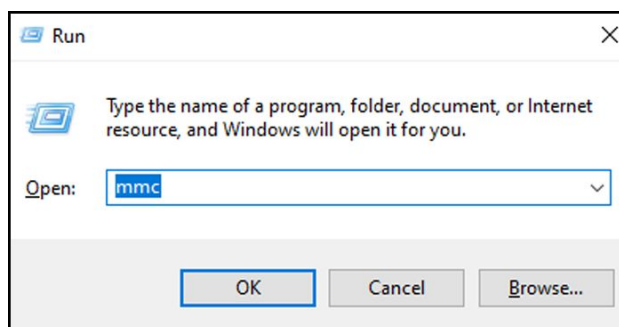 Run
Type the name of a program, folder, document, or Internet
resource, and Windows will open it for you.
Open: mmc
OK Cancel Browse...